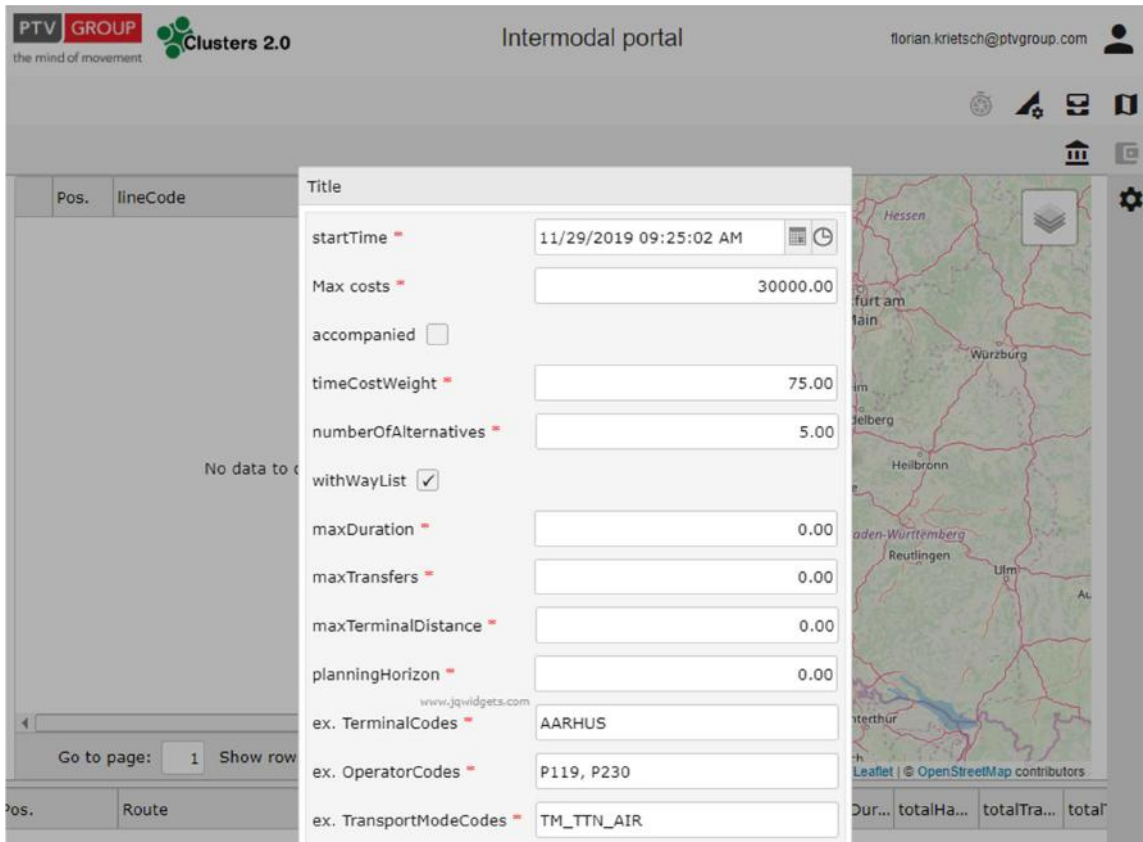 PTV GROUP
the mind of movement
Clusters 2.0
Intermodal portal
florian.krietsch@ptvgroup.com
Pos. lineCode
Title
startTime * 11/29/2019 09:25:02 AM
Max costs * 30000.00
accompanied
timeCostWeight * 75.00
numberOfAlternatives * 5.00
No data to
withWayList
maxDuration * 0.00
maxTransfers * 0.00
maxTerminalDistance * 0.00
planningHorizon * 0.00
www.jqwidgets.com
ex. TerminalCodes * AARHUS
Go to page: 1 Show row
ex. OperatorCodes * P119, P230
Pos. Route
ex. TransportModeCodes * TM_TTN_AIR
Hessen
furt am
Main
Würzburg
delberg
Heilbronn
aden-Württemberg
Reutlingen
Ulm
Au
nterthur
Leaflet | © OpenStreetMap contributors
Dur... totalHa... totalTra... total